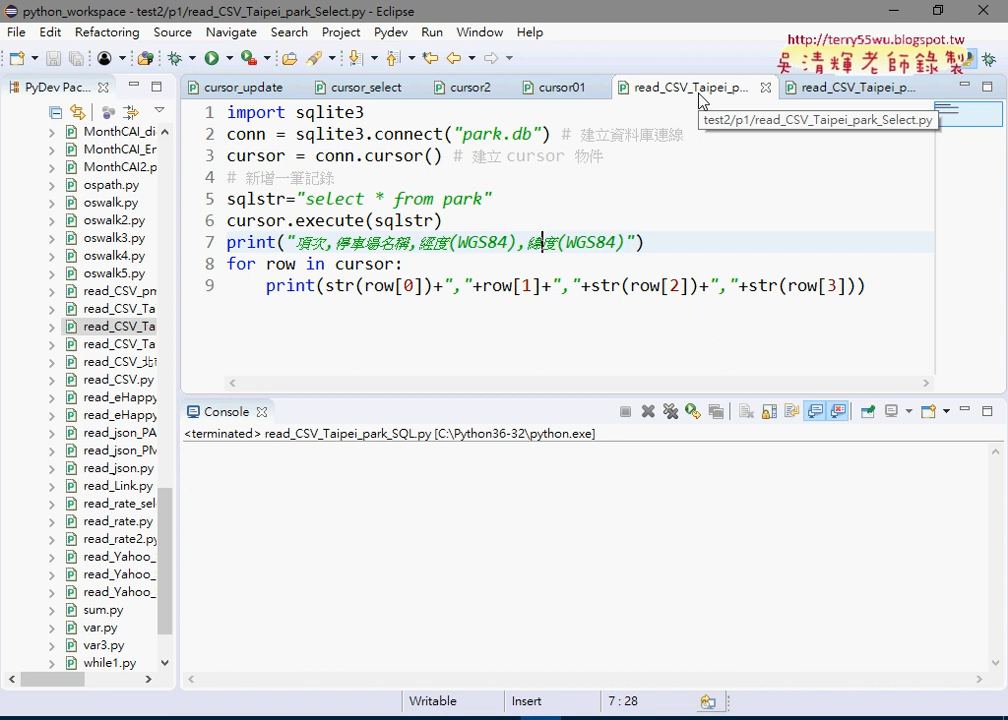 python_workspace - test2/p1/read_CSV_Taipei_park_Select.py - Eclipse
File Edit Refactoring Source Navigate Search Project Pydev Run Window Help
http://terry55wu.blogspot.tw
吳清輝老師錄製
PyDev Pac...
cursor_update cursor_select cursor2 cursor01 read_CSV_Taipei_p... read_CSV_Taipei_p...
test2/p1/read_CSV_Taipei_park_Select.py
1 import sqlite3
2 conn = sqlite3.connect("park.db") # 建立資料庫連線
3 cursor = conn.cursor() # 建立 cursor 物件
4 # 新增一筆記錄
5 sqlstr="select * from park"
6 cursor.execute(sqlstr)
7 print("項次,停車場名稱,經度(WGS84),緯度(WGS84)")
8 for row in cursor:
9 print(str(row[0])+","+row[1]+","+str(row[2])+","+str(row[3]))
MonthCAI_di
MonthCAI_Er
MonthCAI2.p
ospath.py
oswalk.py
oswalk2.py
oswalk3.py
oswalk4.py
oswalk5.py
read_CSV_pm
read_CSV_Ta
read_CSV_Ta
read_CSV_Ta
read_CSV_北
read_CSV.py
read_eHappy
read_eHappy
read_json_PA
read_json_PM
read_json.py
read_Link.py
read_rate_sel
read_rate.py
read_rate2.py
read_Yahoo_
read_Yahoo_
read_Yahoo_
sum.py
var.py
var3.py
while1.py
Console
<terminated> read_CSV_Taipei_park_SQL.py [C:\Python36-32\python.exe]
Writable Insert 7 : 28